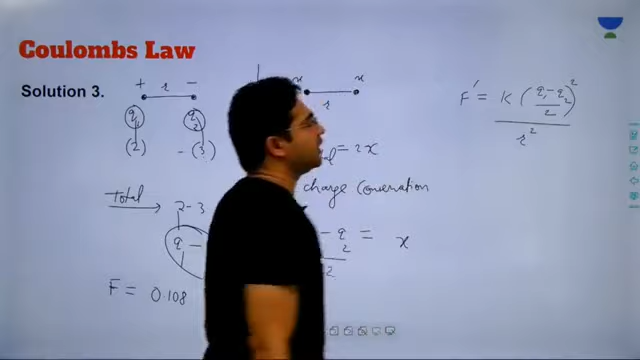 Coulombs Law
Solution 3.
+ r - x x
q1 q2 r
(2) - (3)
= 2x
charge Conservation
Total → 2 - 3
q -
- q2 = x
2
F = 0.108
F' = K (q1 - q2 / 2)²
r²